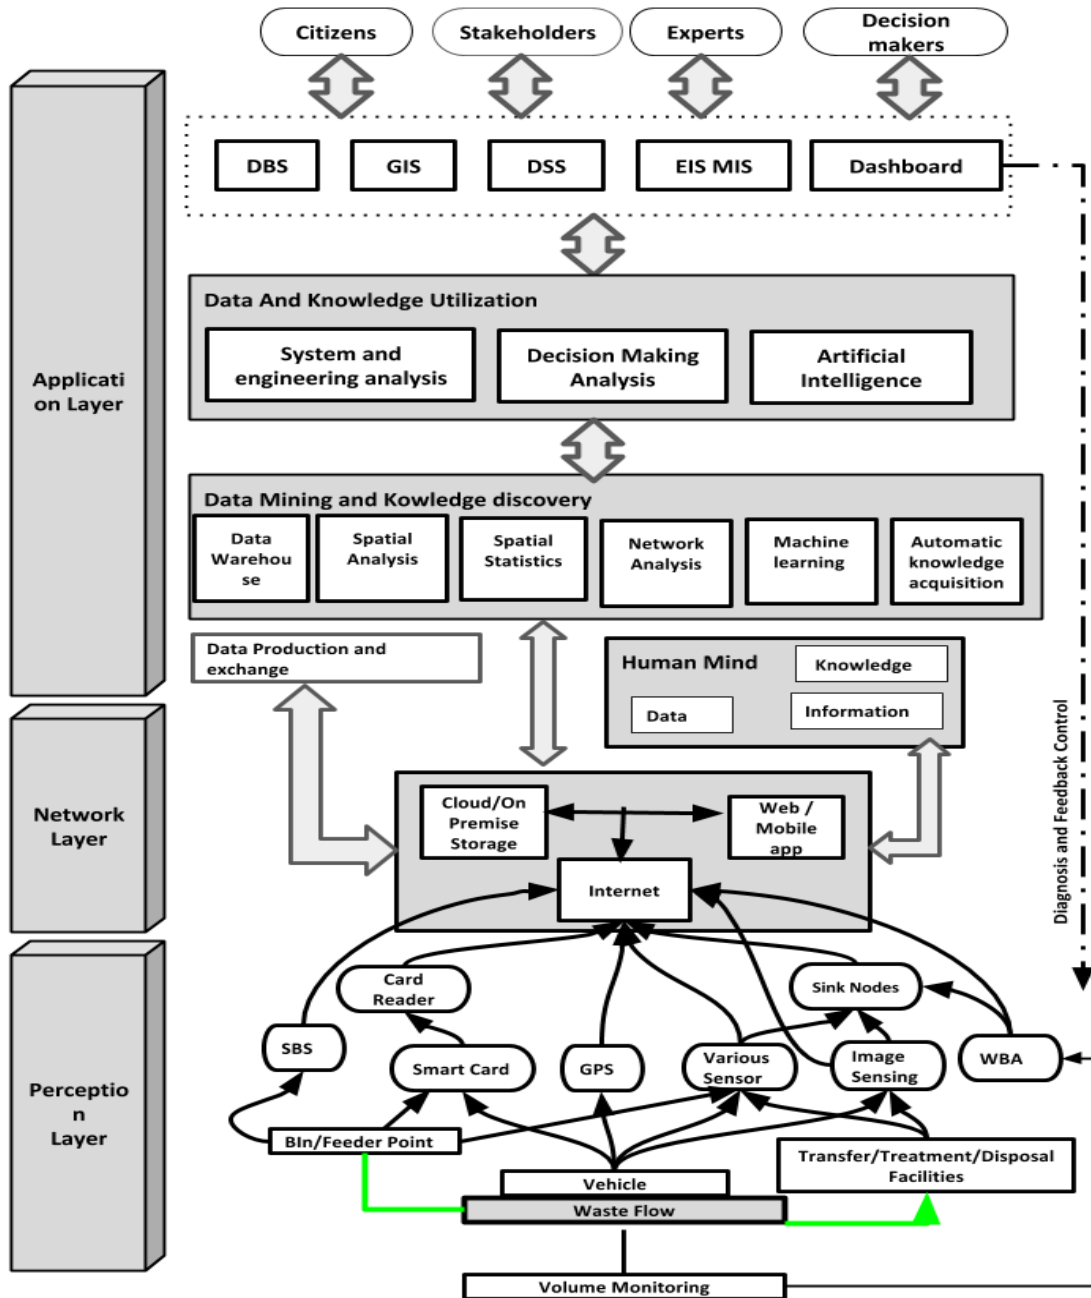 Citizens
Stakeholders
Experts
Decision
makers
DBS
GIS
DSS
EIS MIS
Dashboard
Data And Knowledge Utilization
System and
engineering analysis
Decision Making
Analysis
Artificial
Intelligence
Applicati
on Layer
Data Mining and Kowledge discovery
Data
Warehou
se
Spatial
Analysis
Spatial
Statistics
Network
Analysis
Machine
learning
Automatic
knowledge
acquisition
Data Production and
exchange
Human Mind
Knowledge
Data
Information
Diagnosis and Feedback Control
Network
Layer
Cloud/On
Premise
Storage
Web /
Mobile
app
Internet
Card
Reader
Sink Nodes
SBS
Smart Card
GPS
Various
Sensor
Image
Sensing
WBA
Perceptio
n
Layer
BIn/Feeder Point
Transfer/Treatment/Disposal
Facilities
Vehicle
Waste Flow
Volume Monitoring